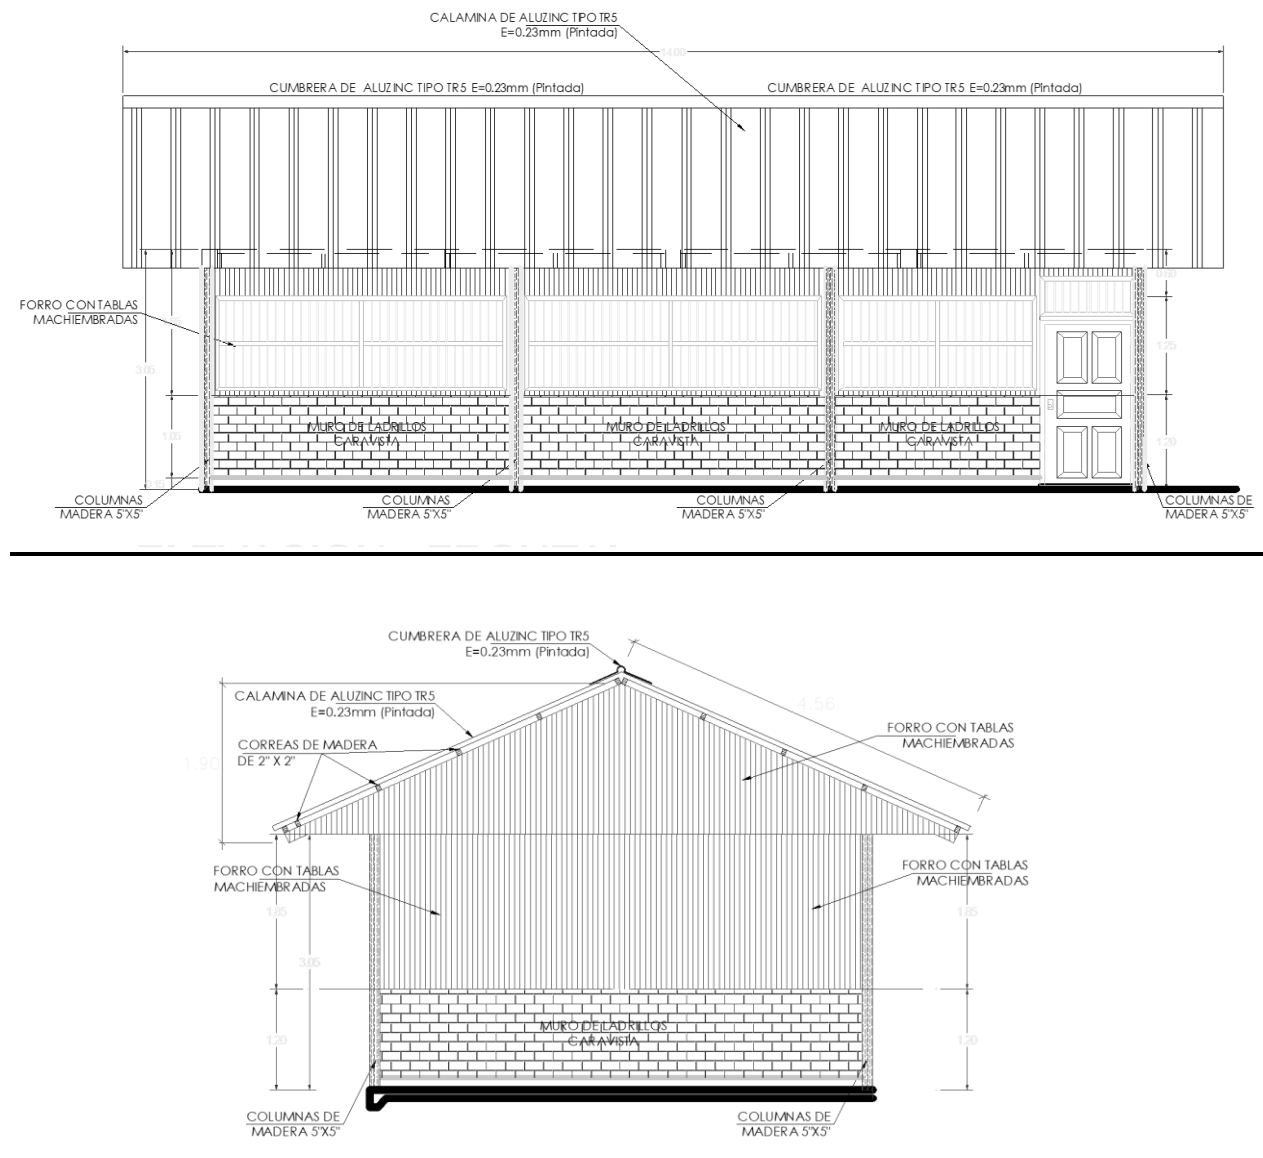 CALAMINA DE ALUZINC TIPO TR5
E=0.23mm (Pintada)
14.00
CUMBRERA DE ALUZINC TIPO TR5 E=0.23mm (Pintada)
CUMBRERA DE ALUZINC TIPO TR5 E=0.23mm (Pintada)
0.60
FORRO CON TABLAS
MACHIEMBRADAS
1.25
3.05
MURO DE LADRILLOS
CARAVISTA
MURO DE LADRILLOS
CARAVISTA
MURO DE LADRILLOS
CARAVISTA
1.05
1.20
0.15
COLUMNAS
MADERA 5"X5"
COLUMNAS
MADERA 5"X5"
COLUMNAS
MADERA 5"X5"
COLUMNAS DE
MADERA 5"X5"
CUMBRERA DE ALUZINC TIPO TR5
E=0.23mm (Pintada)
CALAMINA DE ALUZINC TIPO TR5
E=0.23mm (Pintada)
4.56
FORRO CON TABLAS
MACHIEMBRADAS
CORREAS DE MADERA
DE 2" X 2"
1.90
FORRO CON TABLAS
MACHIEMBRADAS
FORRO CON TABLAS
MACHIEMBRADAS
1.85
1.85
3.05
MURO DE LADRILLOS
CARAVISTA
1.20
1.20
COLUMNAS DE
MADERA 5"X5"
COLUMNAS DE
MADERA 5"X5"